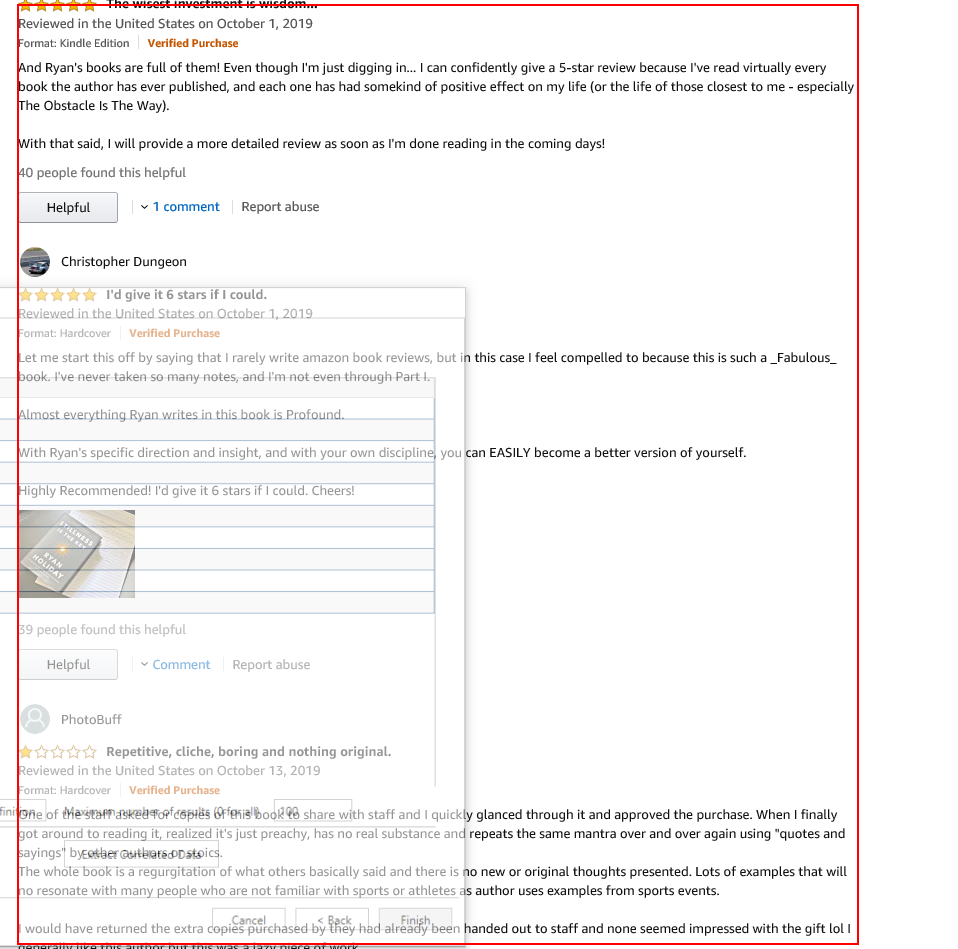 The wisest investment is wisdom...
Reviewed in the United States on October 1, 2019
Format: Kindle Edition Verified Purchase
And Ryan's books are full of them! Even though I'm just digging in... I can confidently give a 5-star review because I've read virtually every
book the author has ever published, and each one has had somekind of positive effect on my life (or the life of those closest to me - especially
The Obstacle Is The Way).
With that said, I will provide a more detailed review as soon as I'm done reading in the coming days!
40 people found this helpful
Helpful 1 comment Report abuse
Christopher Dungeon
I'd give it 6 stars if I could.
Reviewed in the United States on October 1, 2019
Format: Hardcover Verified Purchase
Let me start this off by saying that I rarely write amazon book reviews, but in this case I feel compelled to because this is such a _Fabulous_
book. I've never taken so many notes, and I'm not even through Part I.
Almost everything Ryan writes in this book is Profound.
With Ryan's specific direction and insight, and with your own discipline, you can EASILY become a better version of yourself.
Highly Recommended! I'd give it 6 stars if I could. Cheers!
STILLNESS
IS THE KEY
RYAN
HOLIDAY
39 people found this helpful
Helpful Comment Report abuse
PhotoBuff
Repetitive, cliche, boring and nothing original.
Reviewed in the United States on October 13, 2019
Format: Hardcover Verified Purchase
Maximum number of results (0 for all) 100
One of the staff asked for copies of this book to share with staff and I quickly glanced through it and approved the purchase. When I finally
got around to reading it, realized it's just preachy, has no real substance and repeats the same mantra over and over again using "quotes and
sayings" by other authors or stoics.
Extract Correlated Data
The whole book is a regurgitation of what others basically said and there is no new or original thoughts presented. Lots of examples that will
no resonate with many people who are not familiar with sports or athletes as author uses examples from sports events.
Cancel < Back Finish
I would have returned the extra copies purchased by they had already been handed out to staff and none seemed impressed with the gift lol I
generally like this author but this was a lazy piece of work.